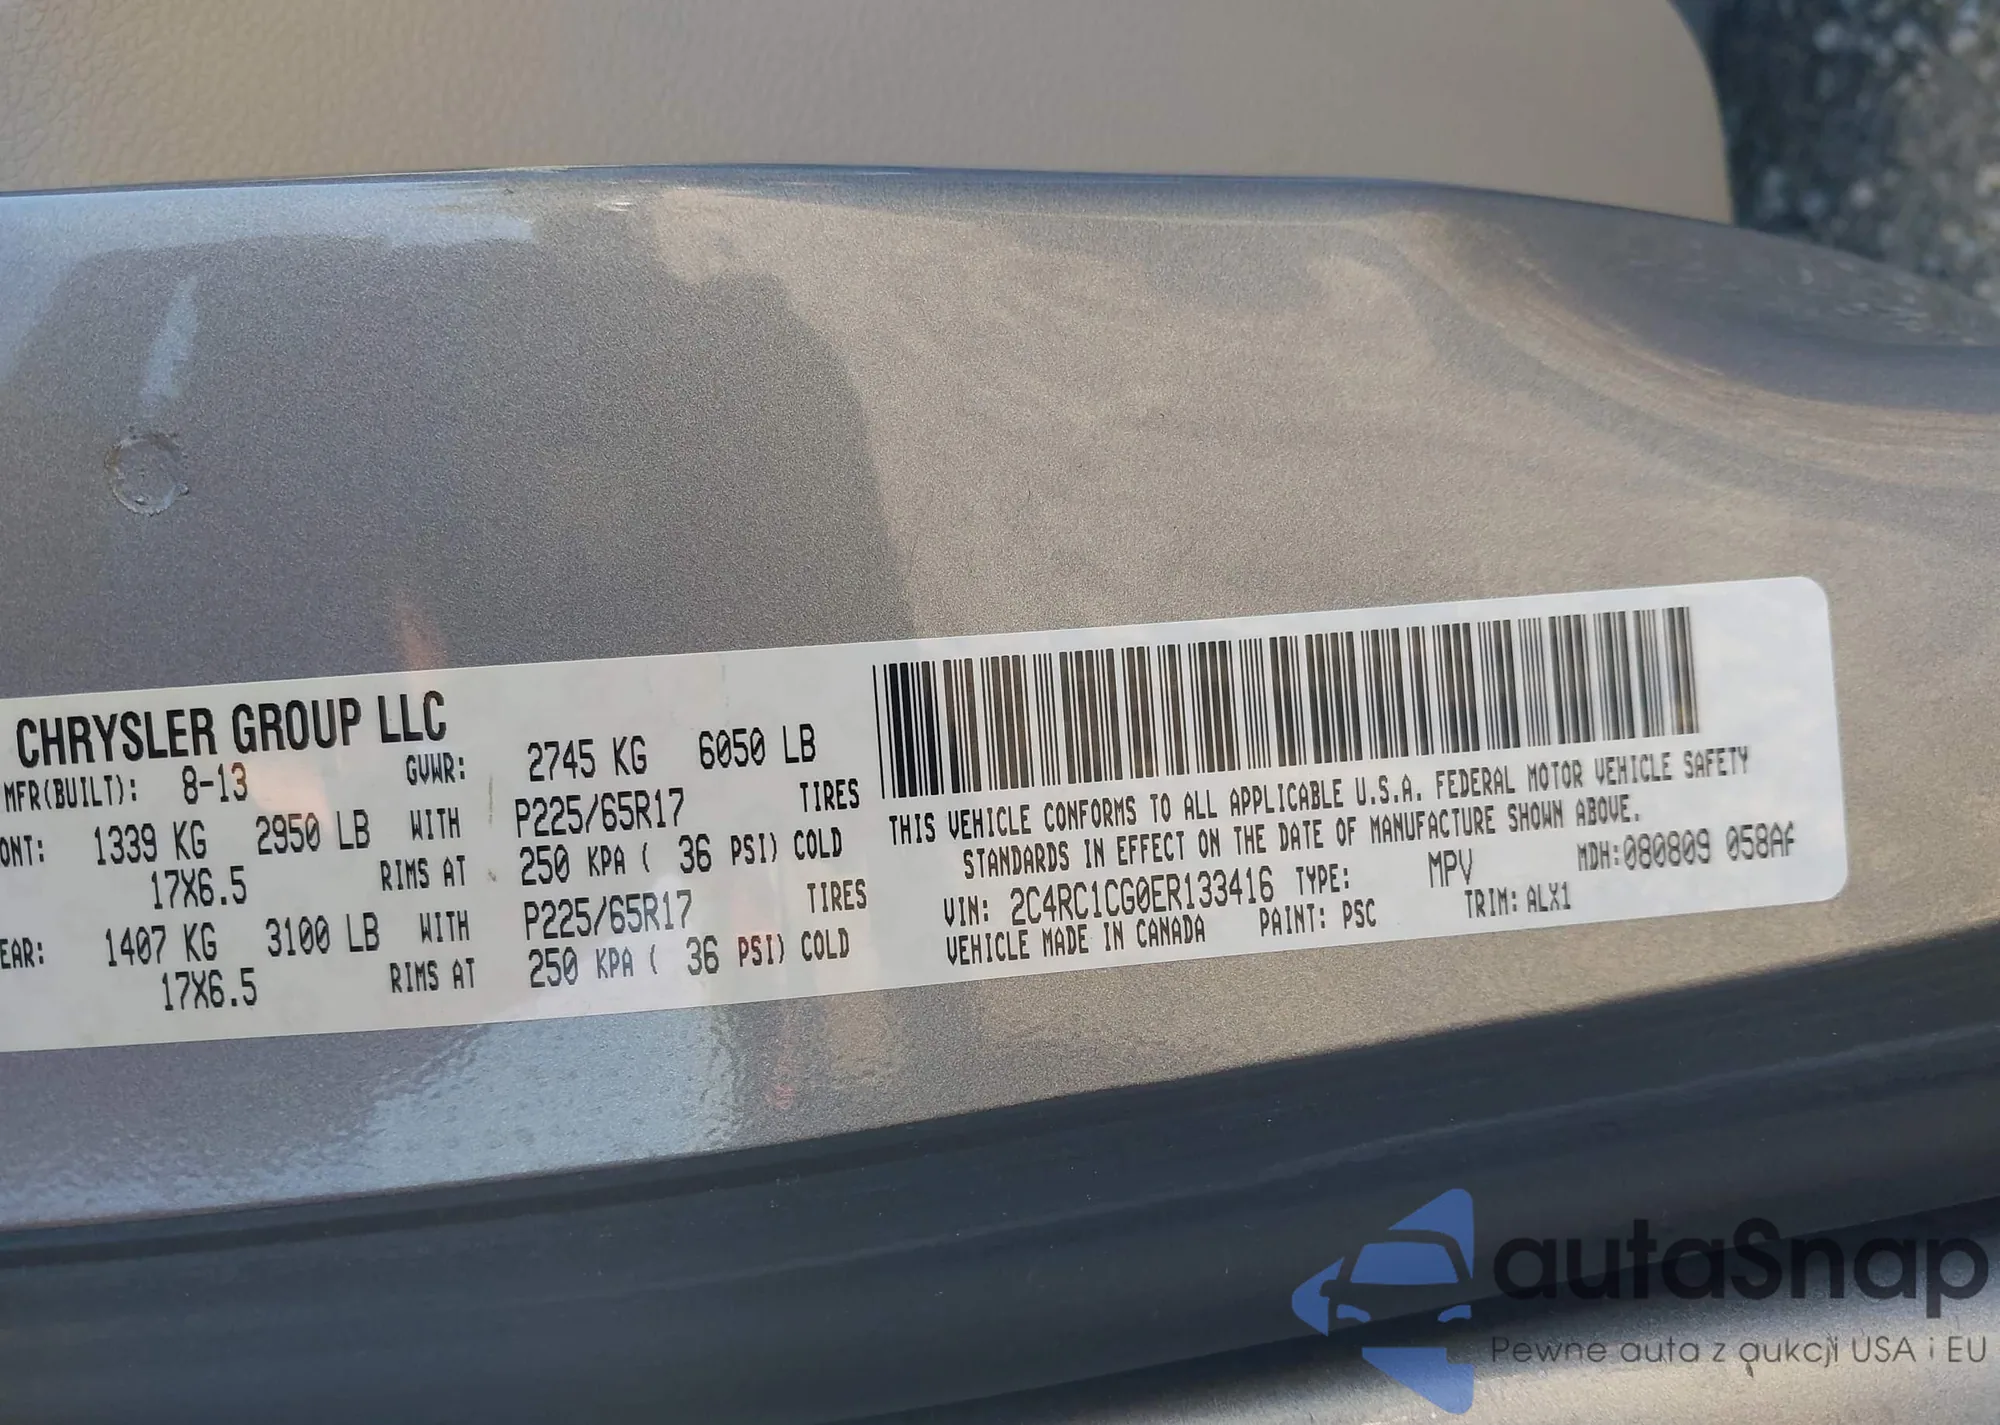 CHRYSLER GROUP LLC
MFR(BUILT): 8-13 GVWR: 2745 KG 6050 LB
ONT: 1339 KG 2950 LB WITH P225/65R17 TIRES
17X6.5 RIMS AT 250 KPA ( 36 PSI) COLD
EAR: 1407 KG 3100 LB WITH P225/65R17 TIRES
17X6.5 RIMS AT 250 KPA ( 36 PSI) COLD
THIS VEHICLE CONFORMS TO ALL APPLICABLE U.S.A. FEDERAL MOTOR VEHICLE SAFETY
STANDARDS IN EFFECT ON THE DATE OF MANUFACTURE SHOWN ABOVE.
VIN: 2C4RC1CG0ER133416 TYPE: MPV MDH:080809 058Af
VEHICLE MADE IN CANADA PAINT: PSC TRIM: ALX1
autaSnap
Pewne auta z aukcji USA i EU